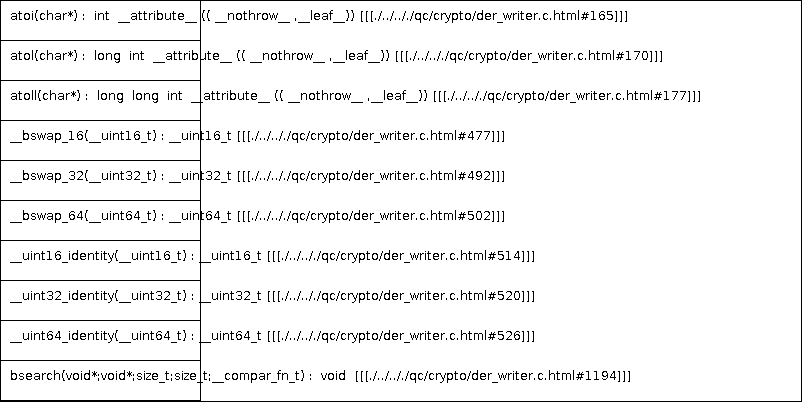 atoi(char*) : int __attribute__ (( __nothrow__ ,__leaf__)) [[[./../.././qc/crypto/der_writer.c.html#165]]]
atol(char*) : long int __attribute__ (( __nothrow__ ,__leaf__)) [[[./../.././qc/crypto/der_writer.c.html#170]]]
atoll(char*) : long long int __attribute__ (( __nothrow__ ,__leaf__)) [[[./../.././qc/crypto/der_writer.c.html#177]]]
__bswap_16(__uint16_t) : __uint16_t [[[./../.././qc/crypto/der_writer.c.html#477]]]
__bswap_32(__uint32_t) : __uint32_t [[[./../.././qc/crypto/der_writer.c.html#492]]]
__bswap_64(__uint64_t) : __uint64_t [[[./../.././qc/crypto/der_writer.c.html#502]]]
__uint16_identity(__uint16_t) : __uint16_t [[[./../.././qc/crypto/der_writer.c.html#514]]]
__uint32_identity(__uint32_t) : __uint32_t [[[./../.././qc/crypto/der_writer.c.html#520]]]
__uint64_identity(__uint64_t) : __uint64_t [[[./../.././qc/crypto/der_writer.c.html#526]]]
bsearch(void*;void*;size_t;size_t;__compar_fn_t) : void [[[./../.././qc/crypto/der_writer.c.html#1194]]]